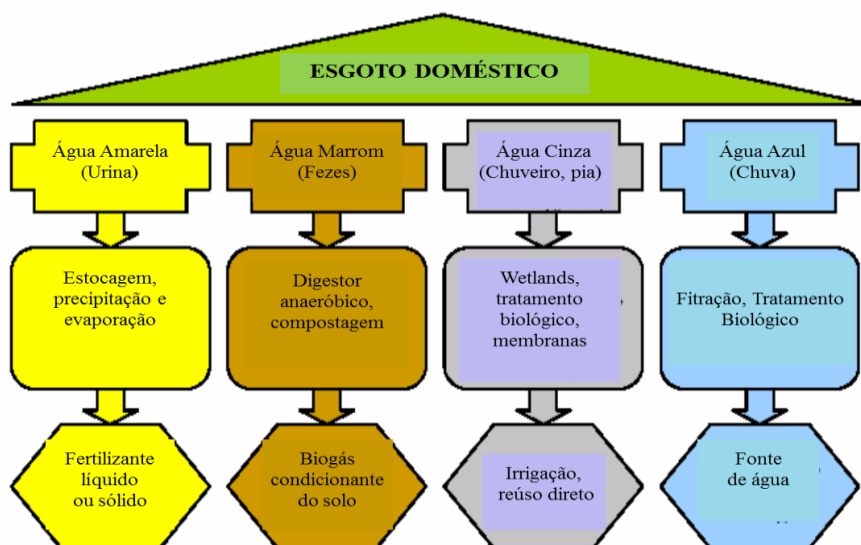 ESGOTO DOMÉSTICO
Água Amarela
(Urina)
Água Marrom
(Fezes)
Água Cinza
(Chuveiro, pia)
Água Azul
(Chuva)
Estocagem,
precipitação e
evaporação
Digestor
anaeróbico,
compostagem
Wetlands,
tratamento
biológico,
membranas
Fitração, Tratamento
Biológico
Fertilizante
líquido
ou sólido
Biogás
condicionante
do solo
Irrigação,
reúso direto
Fonte
de água